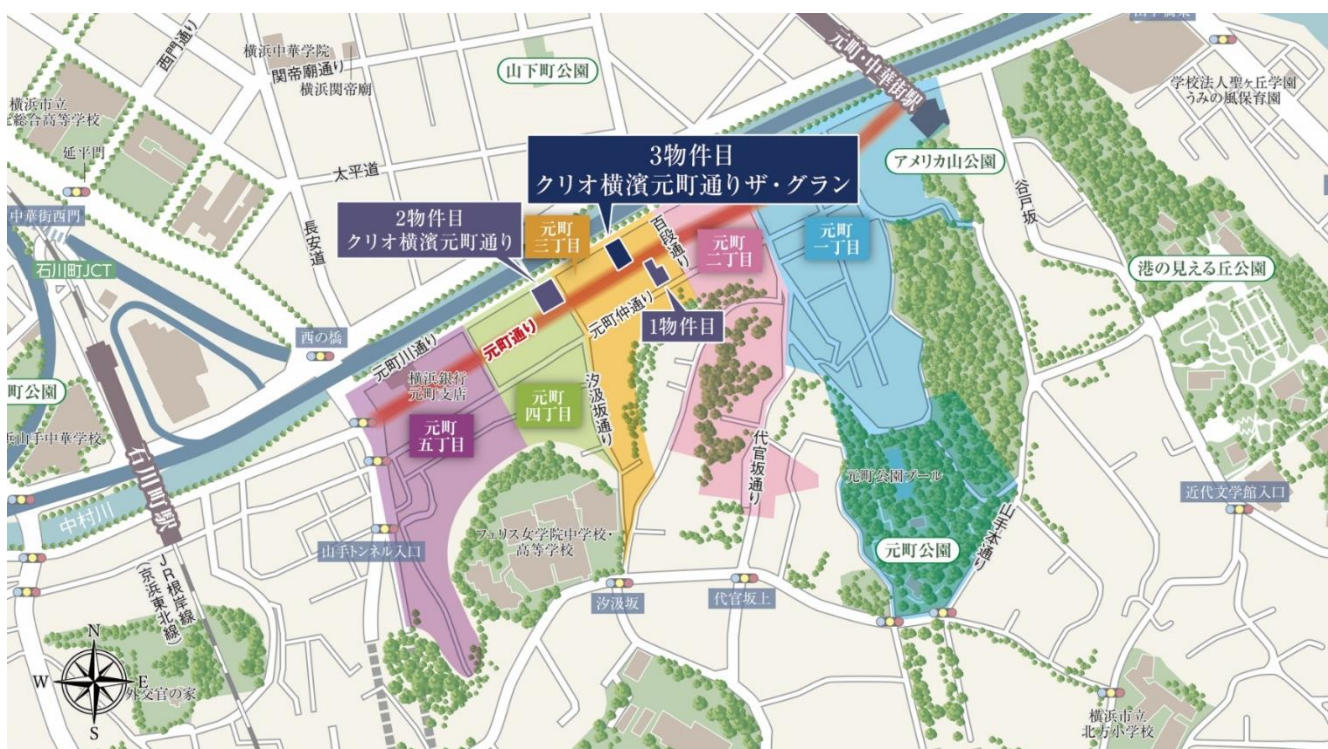 西門通り
横浜中華学院
関帝廟通り
横浜関帝廟
山下町公園
元町・中華街駅
学校法人聖ヶ丘学園
うみの風保育園
横浜市立
総合高等学校
延平門
太平道
3物件目
クリオ横濱元町通りザ・グラン
アメリカ山公園
谷戸坂
中華街西門
長安道
2物件目
クリオ横濱元町通り
元町
三丁目
百段通り
元町
二丁目
元町
一丁目
石川町JCT
港の見える丘公園
西の橋
元町川通り
元町通り
元町仲通り
1物件目
町公園
横浜銀行
元町支店
元町
四丁目
汐汲坂通り
元町
五丁目
山手中華学校
石川町駅
代官坂通り
元町公園プール
近代文学館入口
中村川
山手トンネル入口
フェリス女学院中学校・
高等学校
元町公園
山手本通り
JR根岸線
(京浜東北線)
汐汲坂
代官坂上
N
W
E
S
外交官の家
横浜市立
北方小学校